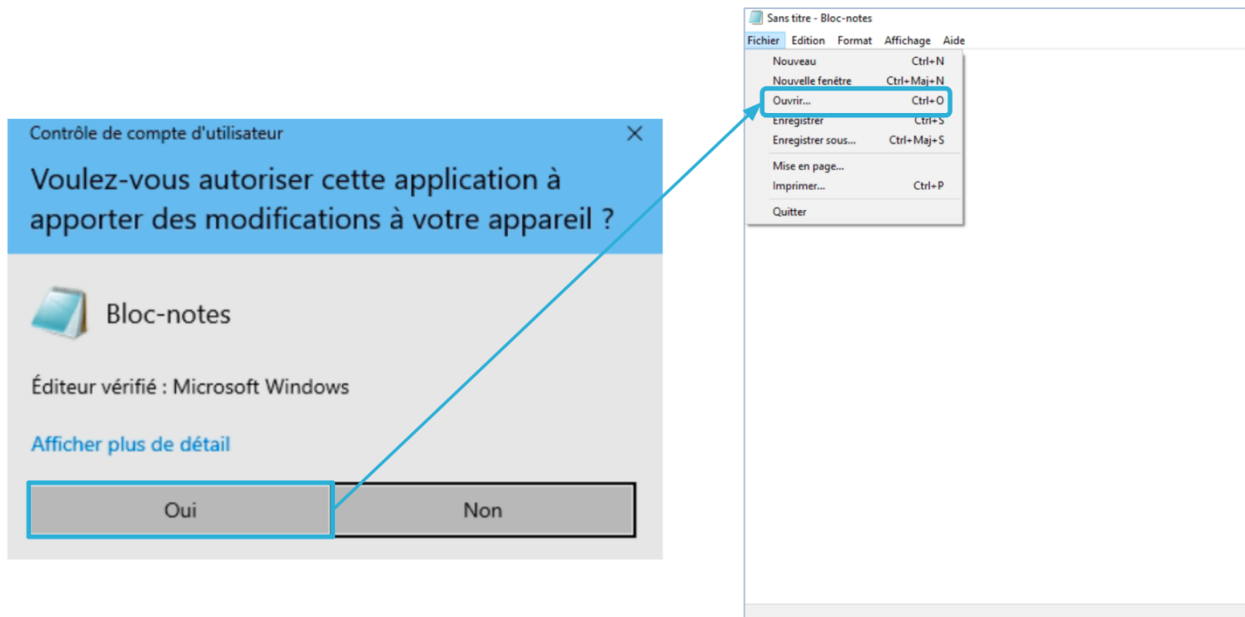 Contrôle de compte d'utilisateur
Voulez-vous autoriser cette application à
apporter des modifications à votre appareil ?
Bloc-notes
Éditeur vérifié : Microsoft Windows
Afficher plus de détail
Oui
Non
Sans titre - Bloc-notes
Fichier Edition Format Affichage Aide
Nouveau Ctrl+N
Nouvelle fenêtre Ctrl+Maj+N
Ouvrir... Ctrl+O
Enregistrer Ctrl+S
Enregistrer sous... Ctrl+Maj+S
Mise en page...
Imprimer... Ctrl+P
Quitter